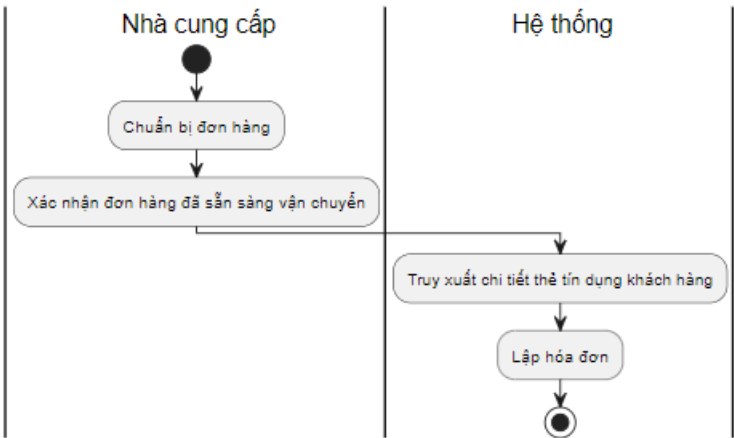 Nhà cung cấp
Hệ thống
Chuẩn bị đơn hàng
Xác nhận đơn hàng đã sẵn sàng vận chuyển
Truy xuất chi tiết thẻ tín dụng khách hàng
Lập hóa đơn